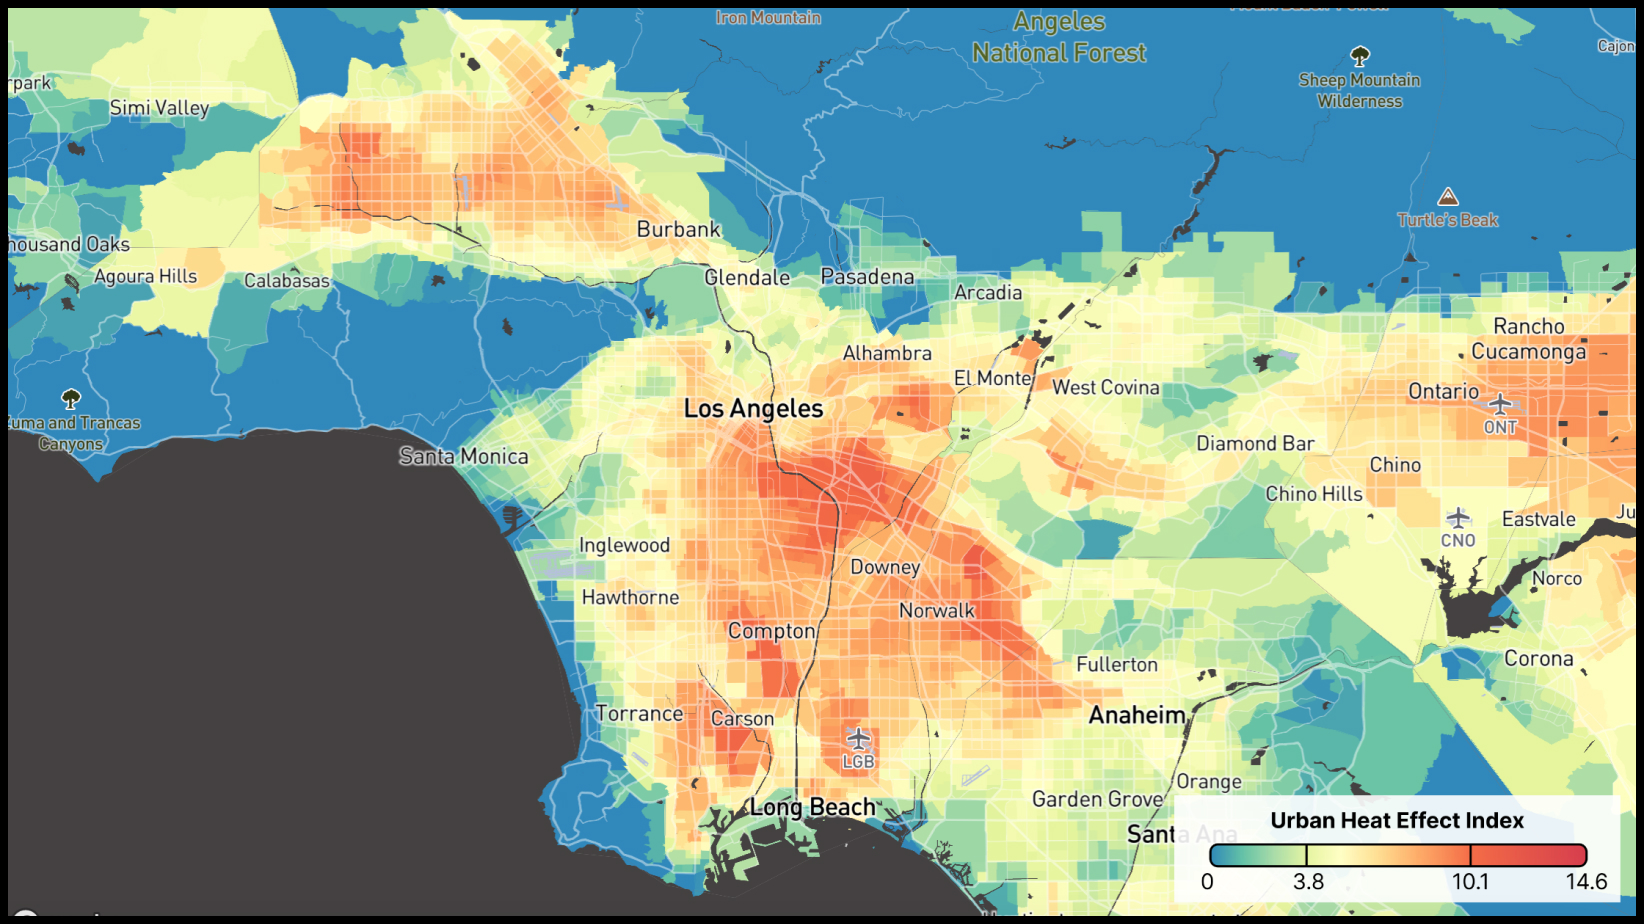 Iron Mountain
Angeles
National Forest
Cajon
Sheep Mountain
Wilderness
rpark
Simi Valley
Turtle's Beak
Burbank
housand Oaks
Agoura Hills
Calabasas
Glendale
Pasadena
Arcadia
Rancho
Cucamonga
Alhambra
El Monte
West Covina
Ontario
ONT
Los Angeles
Zuma and Trancas
Canyons
Santa Monica
Diamond Bar
Chino
Chino Hills
CNO
Eastvale
Ju
Inglewood
Downey
Norco
Hawthorne
Norwalk
Compton
Fullerton
Corona
Torrance
Carson
Anaheim
LGB
Orange
Long Beach
Garden Grove
Santa Ana
Urban Heat Effect Index
0 3.8 10.1 14.6